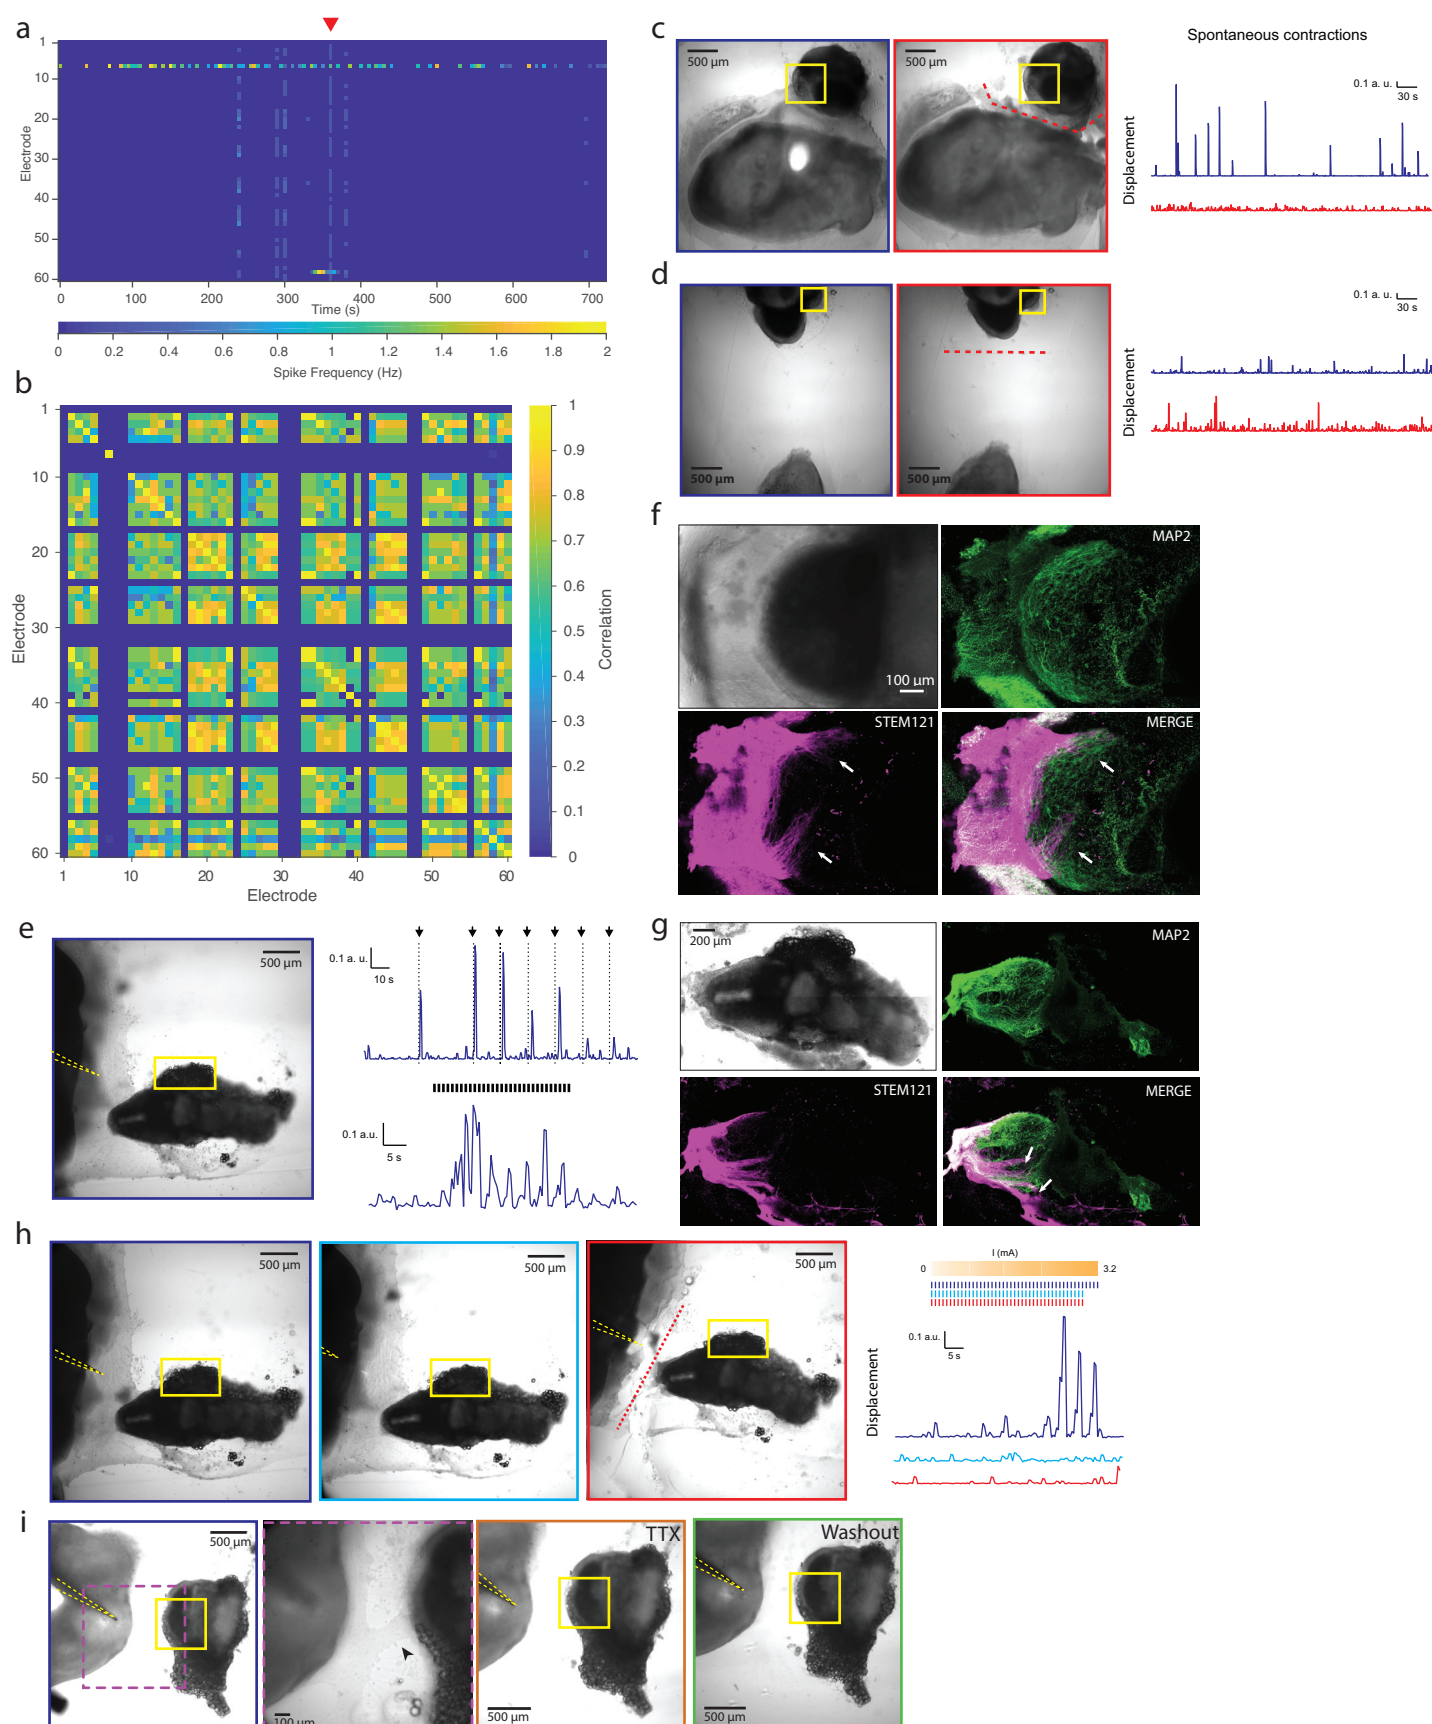 a
1
10
20
30
40
50
60
Electrode
0
100
200
300
400
500
600
700
Time (s)
0
0.2
0.4
0.6
0.8
1
1.2
1.4
1.6
1.8
2
Spike Frequency (Hz)
b
1
10
20
30
40
50
60
Electrode
1
10
20
30
40
50
60
Electrode
1
0.9
0.8
0.7
0.6
0.5
0.4
0.3
0.2
0.1
0
Correlation
c
500 µm
500 µm
Spontaneous contractions
0.1 a. u.
30 s
Displacement
d
500 µm
500 µm
0.1 a. u.
30 s
Displacement
e
500 µm
0.1 a. u.
10 s
0.1 a.u.
5 s
f
100 µm
MAP2
STEM121
MERGE
g
200 µm
MAP2
STEM121
MERGE
h
500 µm
500 µm
500 µm
I (mA)
0
3.2
0.1 a.u.
5 s
Displacement
i
500 µm
100 µm
TTX
500 µm
Washout
500 µm